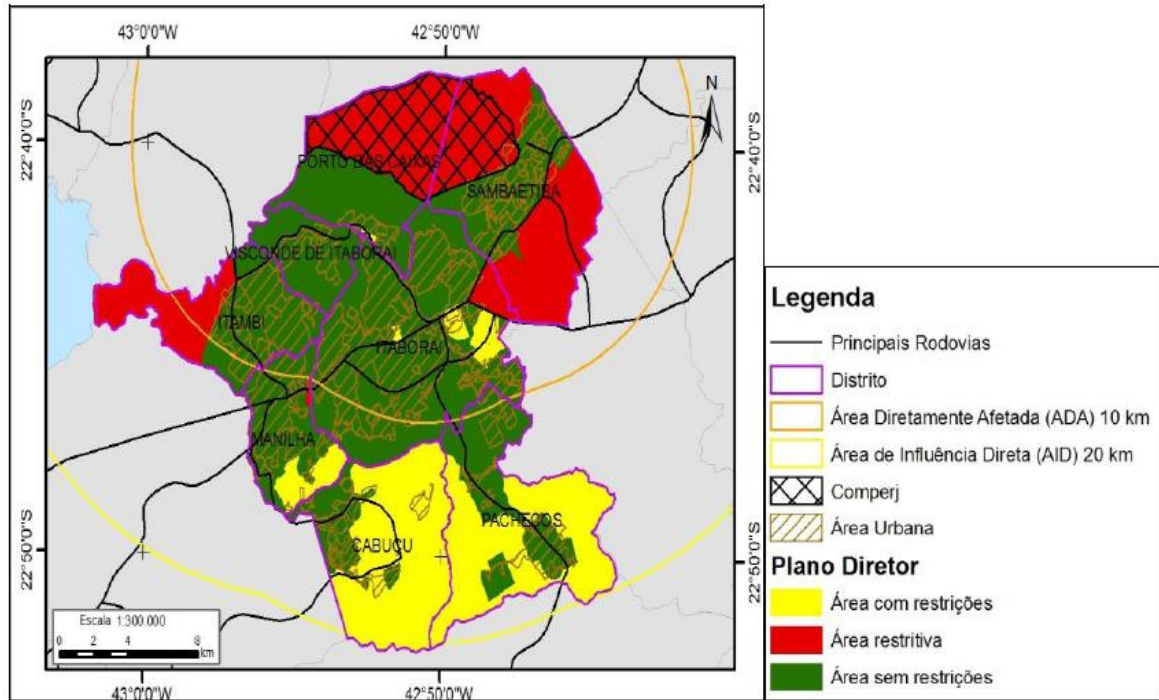 43°0'0"W 42°50'0"W
N
22°40'0"S 22°40'0"S
PORTO DAS CAIXAS
SAMBAETIBA
VISCONDE DE ITABORAI
ITAMBI
ITABORAI
MANILHA
PACHECOS
CABUÇU
22°50'0"S 22°50'0"S
Escala 1:300.000
0 2 4 8
km
43°0'0"W 42°50'0"W
Legenda
Principais Rodovias
Distrito
Área Diretamente Afetada (ADA) 10 km
Área de Influência Direta (AID) 20 km
Comperj
Área Urbana
Plano Diretor
Área com restrições
Área restritiva
Área sem restrições